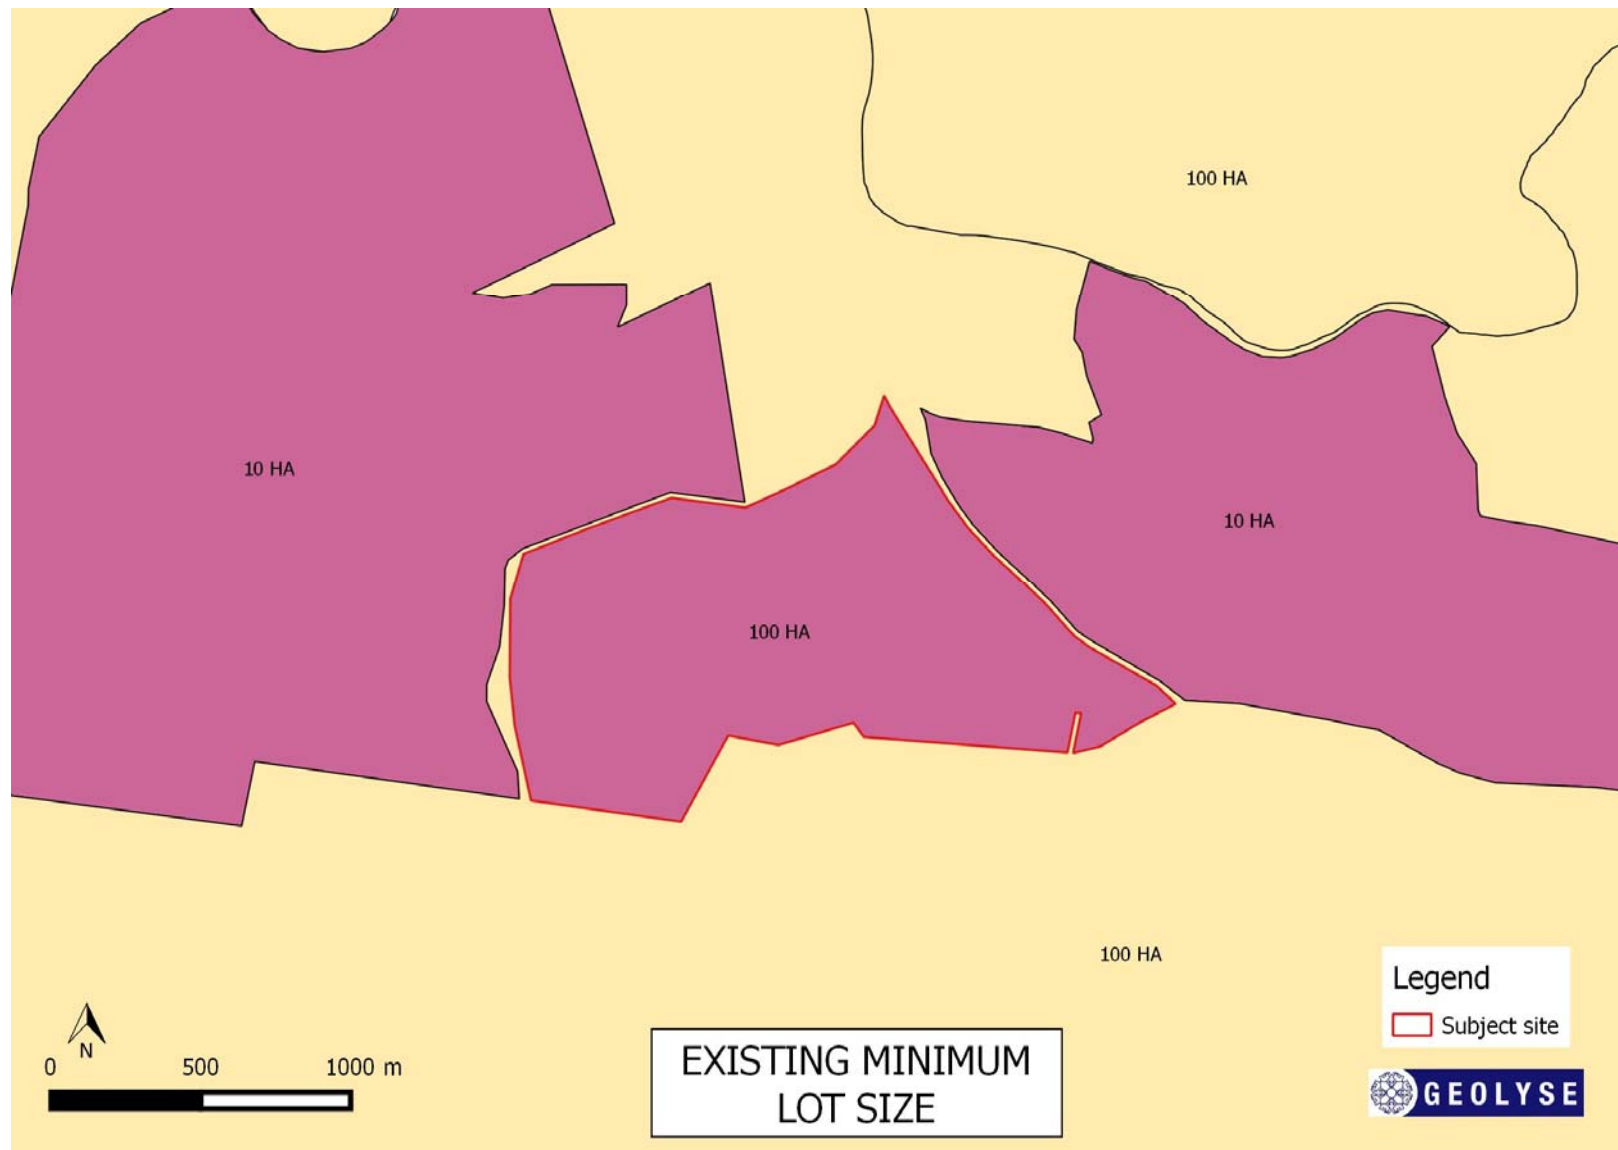 100 HA
10 HA
10 HA
100 HA
100 HA
Legend
Subject site
N
0 500 1000 m
EXISTING MINIMUM
LOT SIZE
GEOLYSE